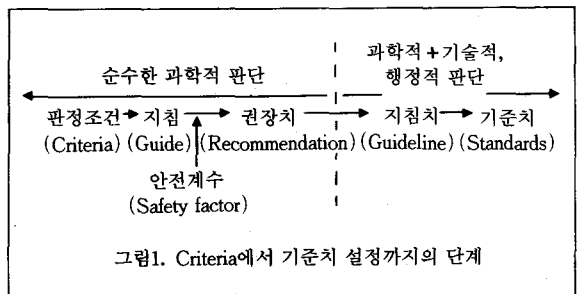 과학적+기술적,
순수한 과학적 판단
행정적 판단
판정조건 지침 권장치 지침치 기준치
(Criteria) (Guide) (Recommendation) (Guideline) (Standards)
안전계수
(Safety factor)
그림1. Criteria에서 기준치 설정까지의 단계